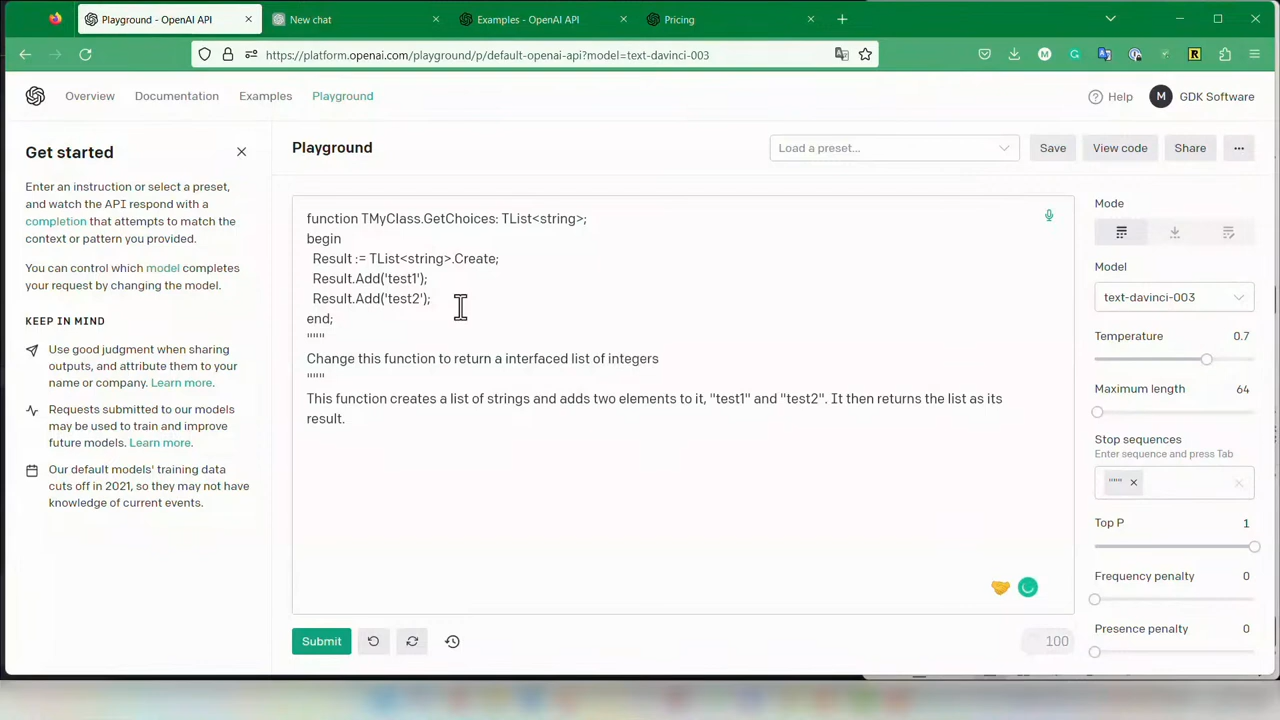 Playground - OpenAI API
New chat
Examples - OpenAI API
Pricing
https://platform.openai.com/playground/p/default-openai-api?model=text-davinci-003
Overview
Documentation
Examples
Playground
Help
M
GDK Software
Get started
Enter an instruction or select a preset,
and watch the API respond with a
completion that attempts to match the
context or pattern you provided.
You can control which model completes
your request by changing the model.
KEEP IN MIND
Use good judgment when sharing
outputs, and attribute them to your
name or company. Learn more.
Requests submitted to our models
may be used to train and improve
future models. Learn more.
Our default models' training data
cuts off in 2021, so they may not have
knowledge of current events.
Playground
Load a preset...
Save
View code
Share
function TMyClass.GetChoices: TList<string>;
begin
Result := TList<string>.Create;
Result.Add('test1');
Result.Add('test2');
end;
"""
Change this function to return a interfaced list of integers
"""
This function creates a list of strings and adds two elements to it, "test1" and "test2". It then returns the list as its
result.
Submit
100
Mode
Model
text-davinci-003
Temperature 0.7
Maximum length 64
Stop sequences
Enter sequence and press Tab
"""
Top P 1
Frequency penalty 0
Presence penalty 0